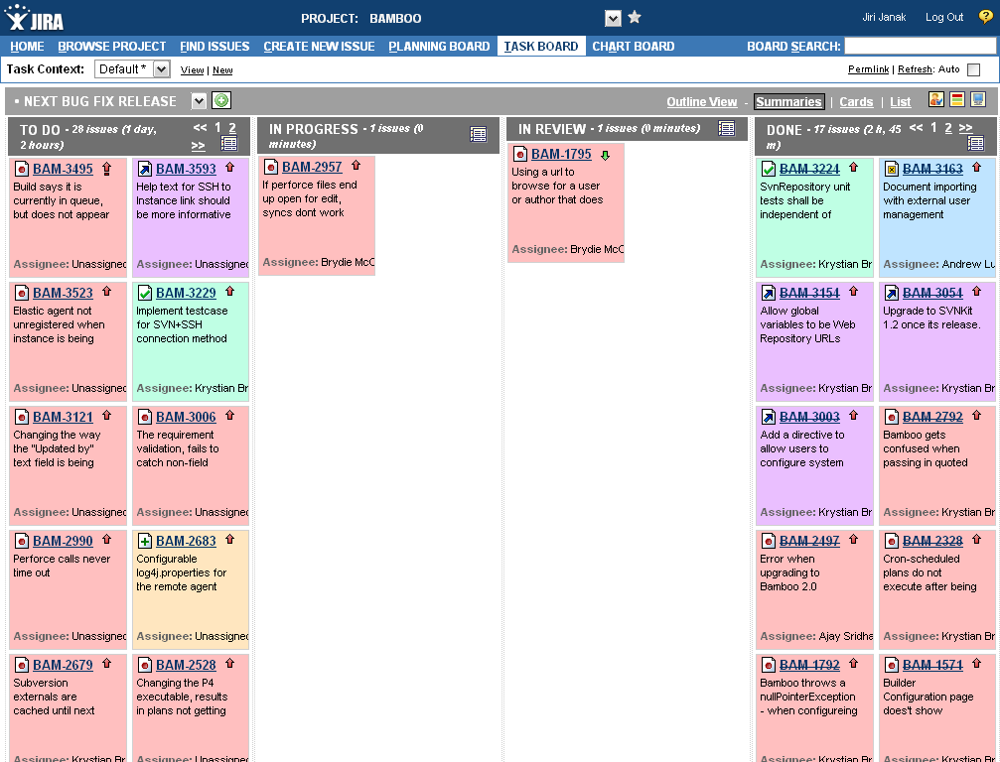 JIRA
PROJECT: BAMBOO
Jiri Janak Log Out ?
HOME BROWSE PROJECT FIND ISSUES CREATE NEW ISSUE PLANNING BOARD TASK BOARD CHART BOARD BOARD SEARCH:
Task Context: Default * View | New Permlink | Refresh: Auto
• NEXT BUG FIX RELEASE Outline View - Summaries | Cards | List
TO DO - 28 issues (1 day,
2 hours)
<< 1 2
>>
BAM-3495
Build says it is
currently in queue,
but does not appear
Assignee: Unassigned
BAM-3593
Help text for SSH to
Instance link should
be more informative
Assignee: Unassigned
BAM-3523
Elastic agent not
unregistered when
instance is being
Assignee: Unassigned
BAM-3229
Implement testcase
for SVN+SSH
connection method
Assignee: Krystian Br
BAM-3121
Changing the way
the "Updated by"
text field is being
Assignee: Unassigned
BAM-3006
The requirement
validation, fails to
catch non-field
Assignee: Unassigned
BAM-2990
Perforce calls never
time out
Assignee: Unassigned
BAM-2683
Configurable
log4j.properties for
the remote agent
Assignee: Unassigned
BAM-2679
Subversion
externals are
cached until next
Assignee: Krystian Br
BAM-2528
Changing the P4
executable, results
in plans not getting
Assignee: Unassigned
IN PROGRESS - 1 issues (0
minutes)
BAM-2957
If perforce files end
up open for edit,
syncs dont work
Assignee: Brydie McC
IN REVIEW - 1 issues (0 minutes)
BAM-1795
Using a url to
browse for a user
or author that does
Assignee: Brydie McC
DONE - 17 issues (2 h, 45
m)
<< 1 2 >>
BAM-3224
SvnRepository unit
tests shall be
independent of
Assignee: Krystian Br
BAM-3163
Document importing
with external user
management
Assignee: Andrew Lu
BAM-3154
Allow global
variables to be Web
Repository URLs
Assignee: Krystian Br
BAM-3054
Upgrade to SVNKit
1.2 once its release.
Assignee: Krystian Br
BAM-3003
Add a directive to
allow users to
configure system
Assignee: Krystian Br
BAM-2792
Bamboo gets
confused when
passing in quoted
Assignee: Krystian Br
BAM-2497
Error when
upgrading to
Bamboo 2.0
Assignee: Ajay Sridha
BAM-2328
Cron-scheduled
plans do not
execute after being
Assignee: Krystian Br
BAM-1792
Bamboo throws a
nullPointerException
- when configureing
Assignee: Krystian Br
BAM-1571
Builder
Configuration page
does't show
Assignee: Krystian Br